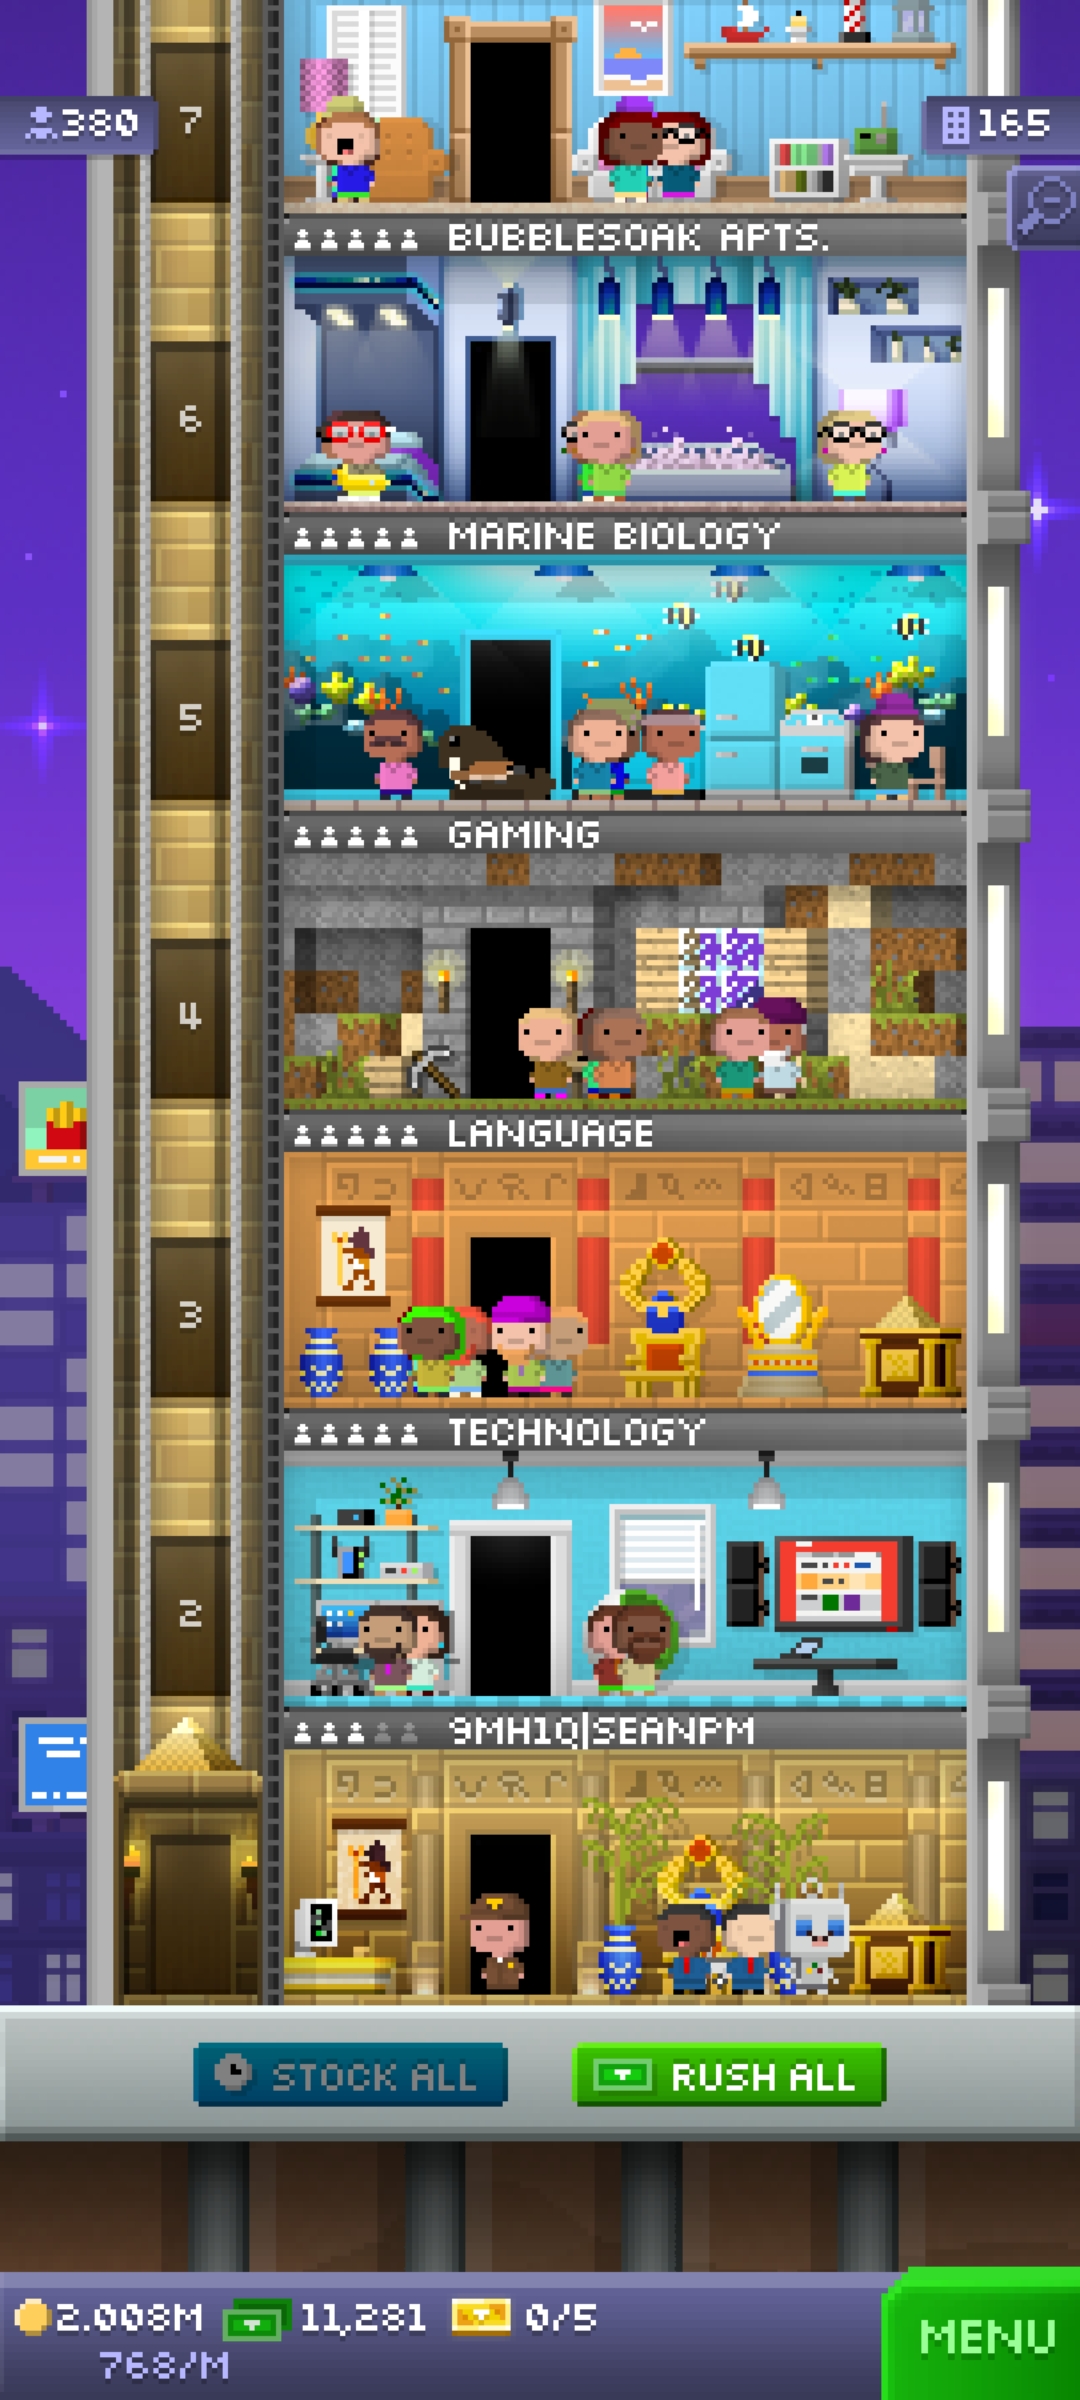 380
7
165
BUBBLESOAK APTS.
6
MARINE BIOLOGY
5
GAMING
4
LANGUAGE
3
TECHNOLOGY
2
9MH1Q|SEANPM
STOCK ALL
RUSH ALL
2.008M
11,281
0/5
768/M
MENU